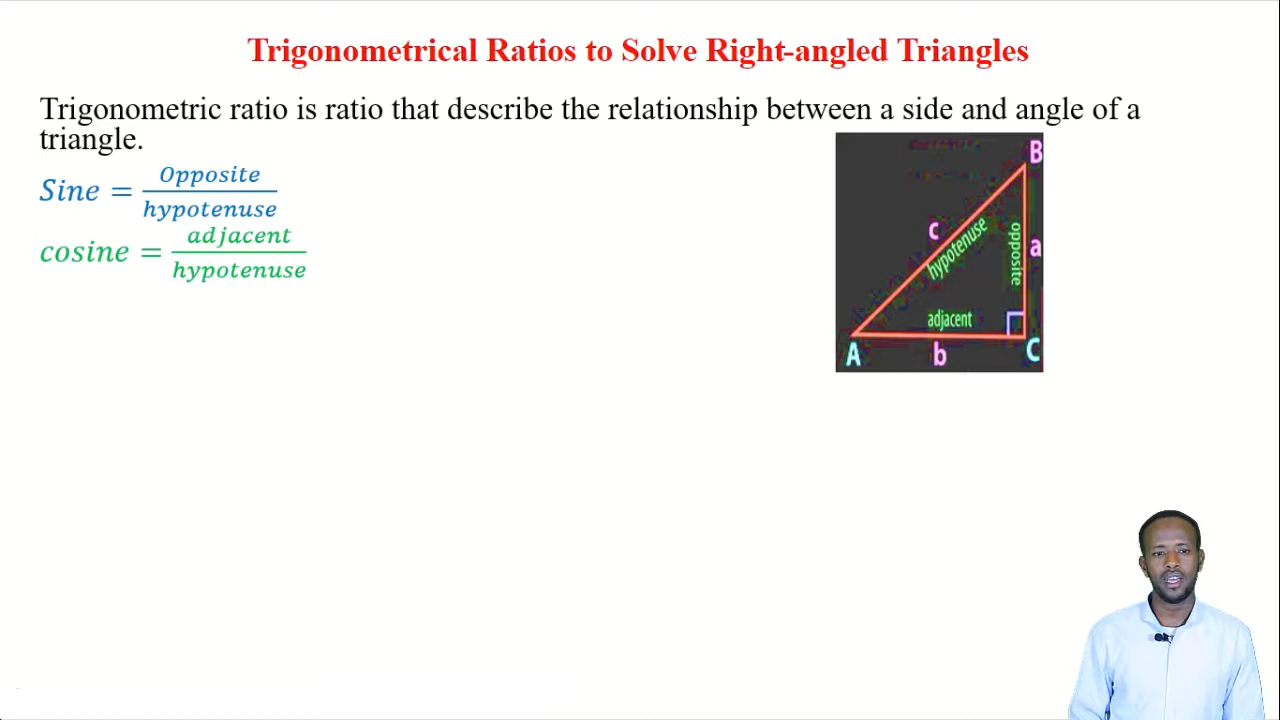 Trigonometrical Ratios to Solve Right-angled Triangles
Trigonometric ratio is ratio that describe the relationship between a side and angle of a
triangle.
Sine = Opposite / hypotenuse
cosine = adjacent / hypotenuse
B
c
hypotenuse
opposite
a
adjacent
A
b
C